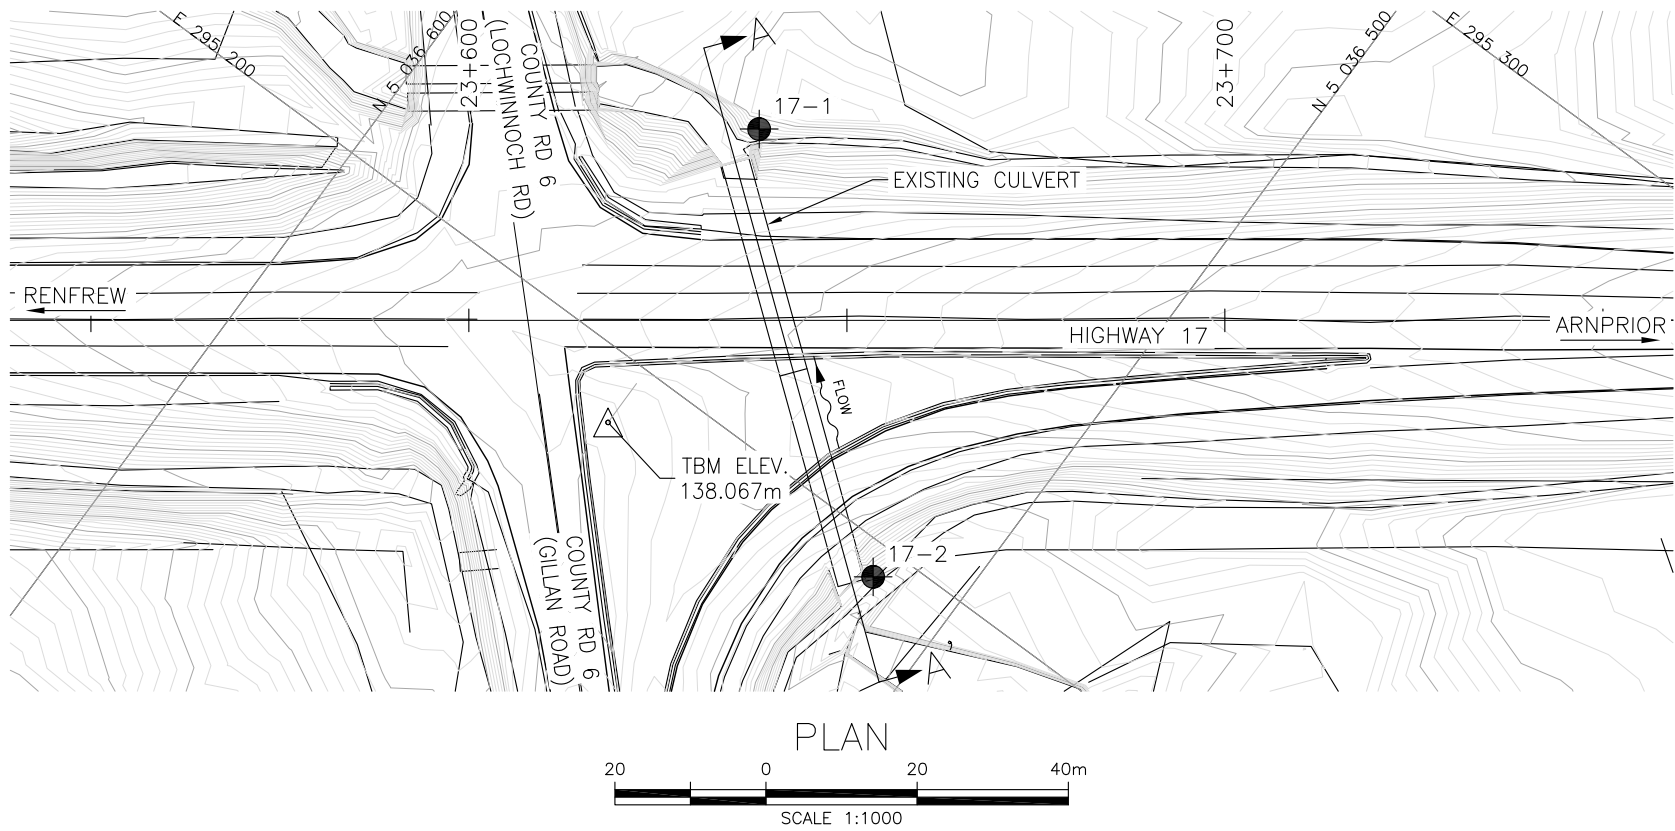 E 295 200
N 5 036 600
23+600
COUNTY RD 6
(LOCHWINNOCH RD)
A
17-1
23+700
N 5 036 500
E 295 300
EXISTING CULVERT
RENFREW
HIGHWAY 17
ARNPRIOR
FLOW
TBM ELEV.
138.067m
17-2
COUNTY RD 6
(GILLAN ROAD)
A
PLAN
20 0 20 40m
SCALE 1:1000